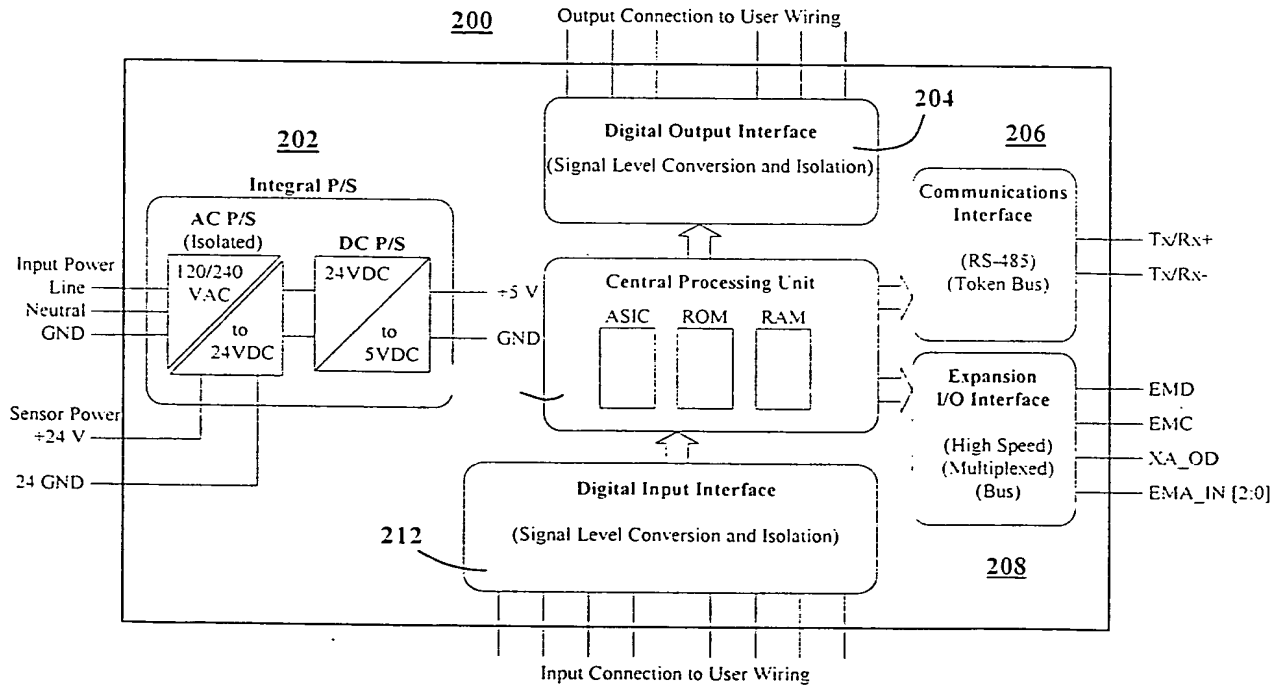 200
Output Connection to User Wiring
204
Digital Output Interface
(Signal Level Conversion and Isolation)
202
Integral P/S
AC P/S
(Isolated)
120/240
VAC
to
24VDC
DC P/S
24VDC
to
5VDC
Input Power
Line
Neutral
GND
Sensor Power
+24 V
24 GND
+5 V
GND
Central Processing Unit
ASIC
ROM
RAM
206
Communications
Interface
(RS-485)
(Token Bus)
Tx/Rx+
Tx/Rx-
Expansion
I/O Interface
(High Speed)
(Multiplexed)
(Bus)
EMD
EMC
XA_OD
EMA_IN [2:0]
208
Digital Input Interface
(Signal Level Conversion and Isolation)
212
Input Connection to User Wiring